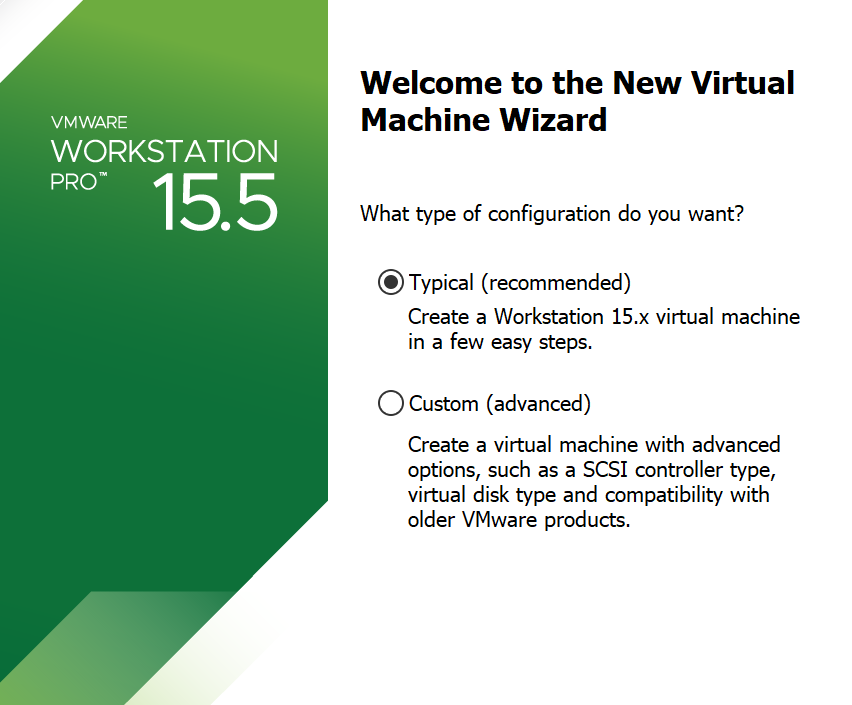 VMWARE
WORKSTATION
PRO™
15.5
Welcome to the New Virtual
Machine Wizard
What type of configuration do you want?
Typical (recommended)
Create a Workstation 15.x virtual machine
in a few easy steps.
Custom (advanced)
Create a virtual machine with advanced
options, such as a SCSI controller type,
virtual disk type and compatibility with
older VMware products.